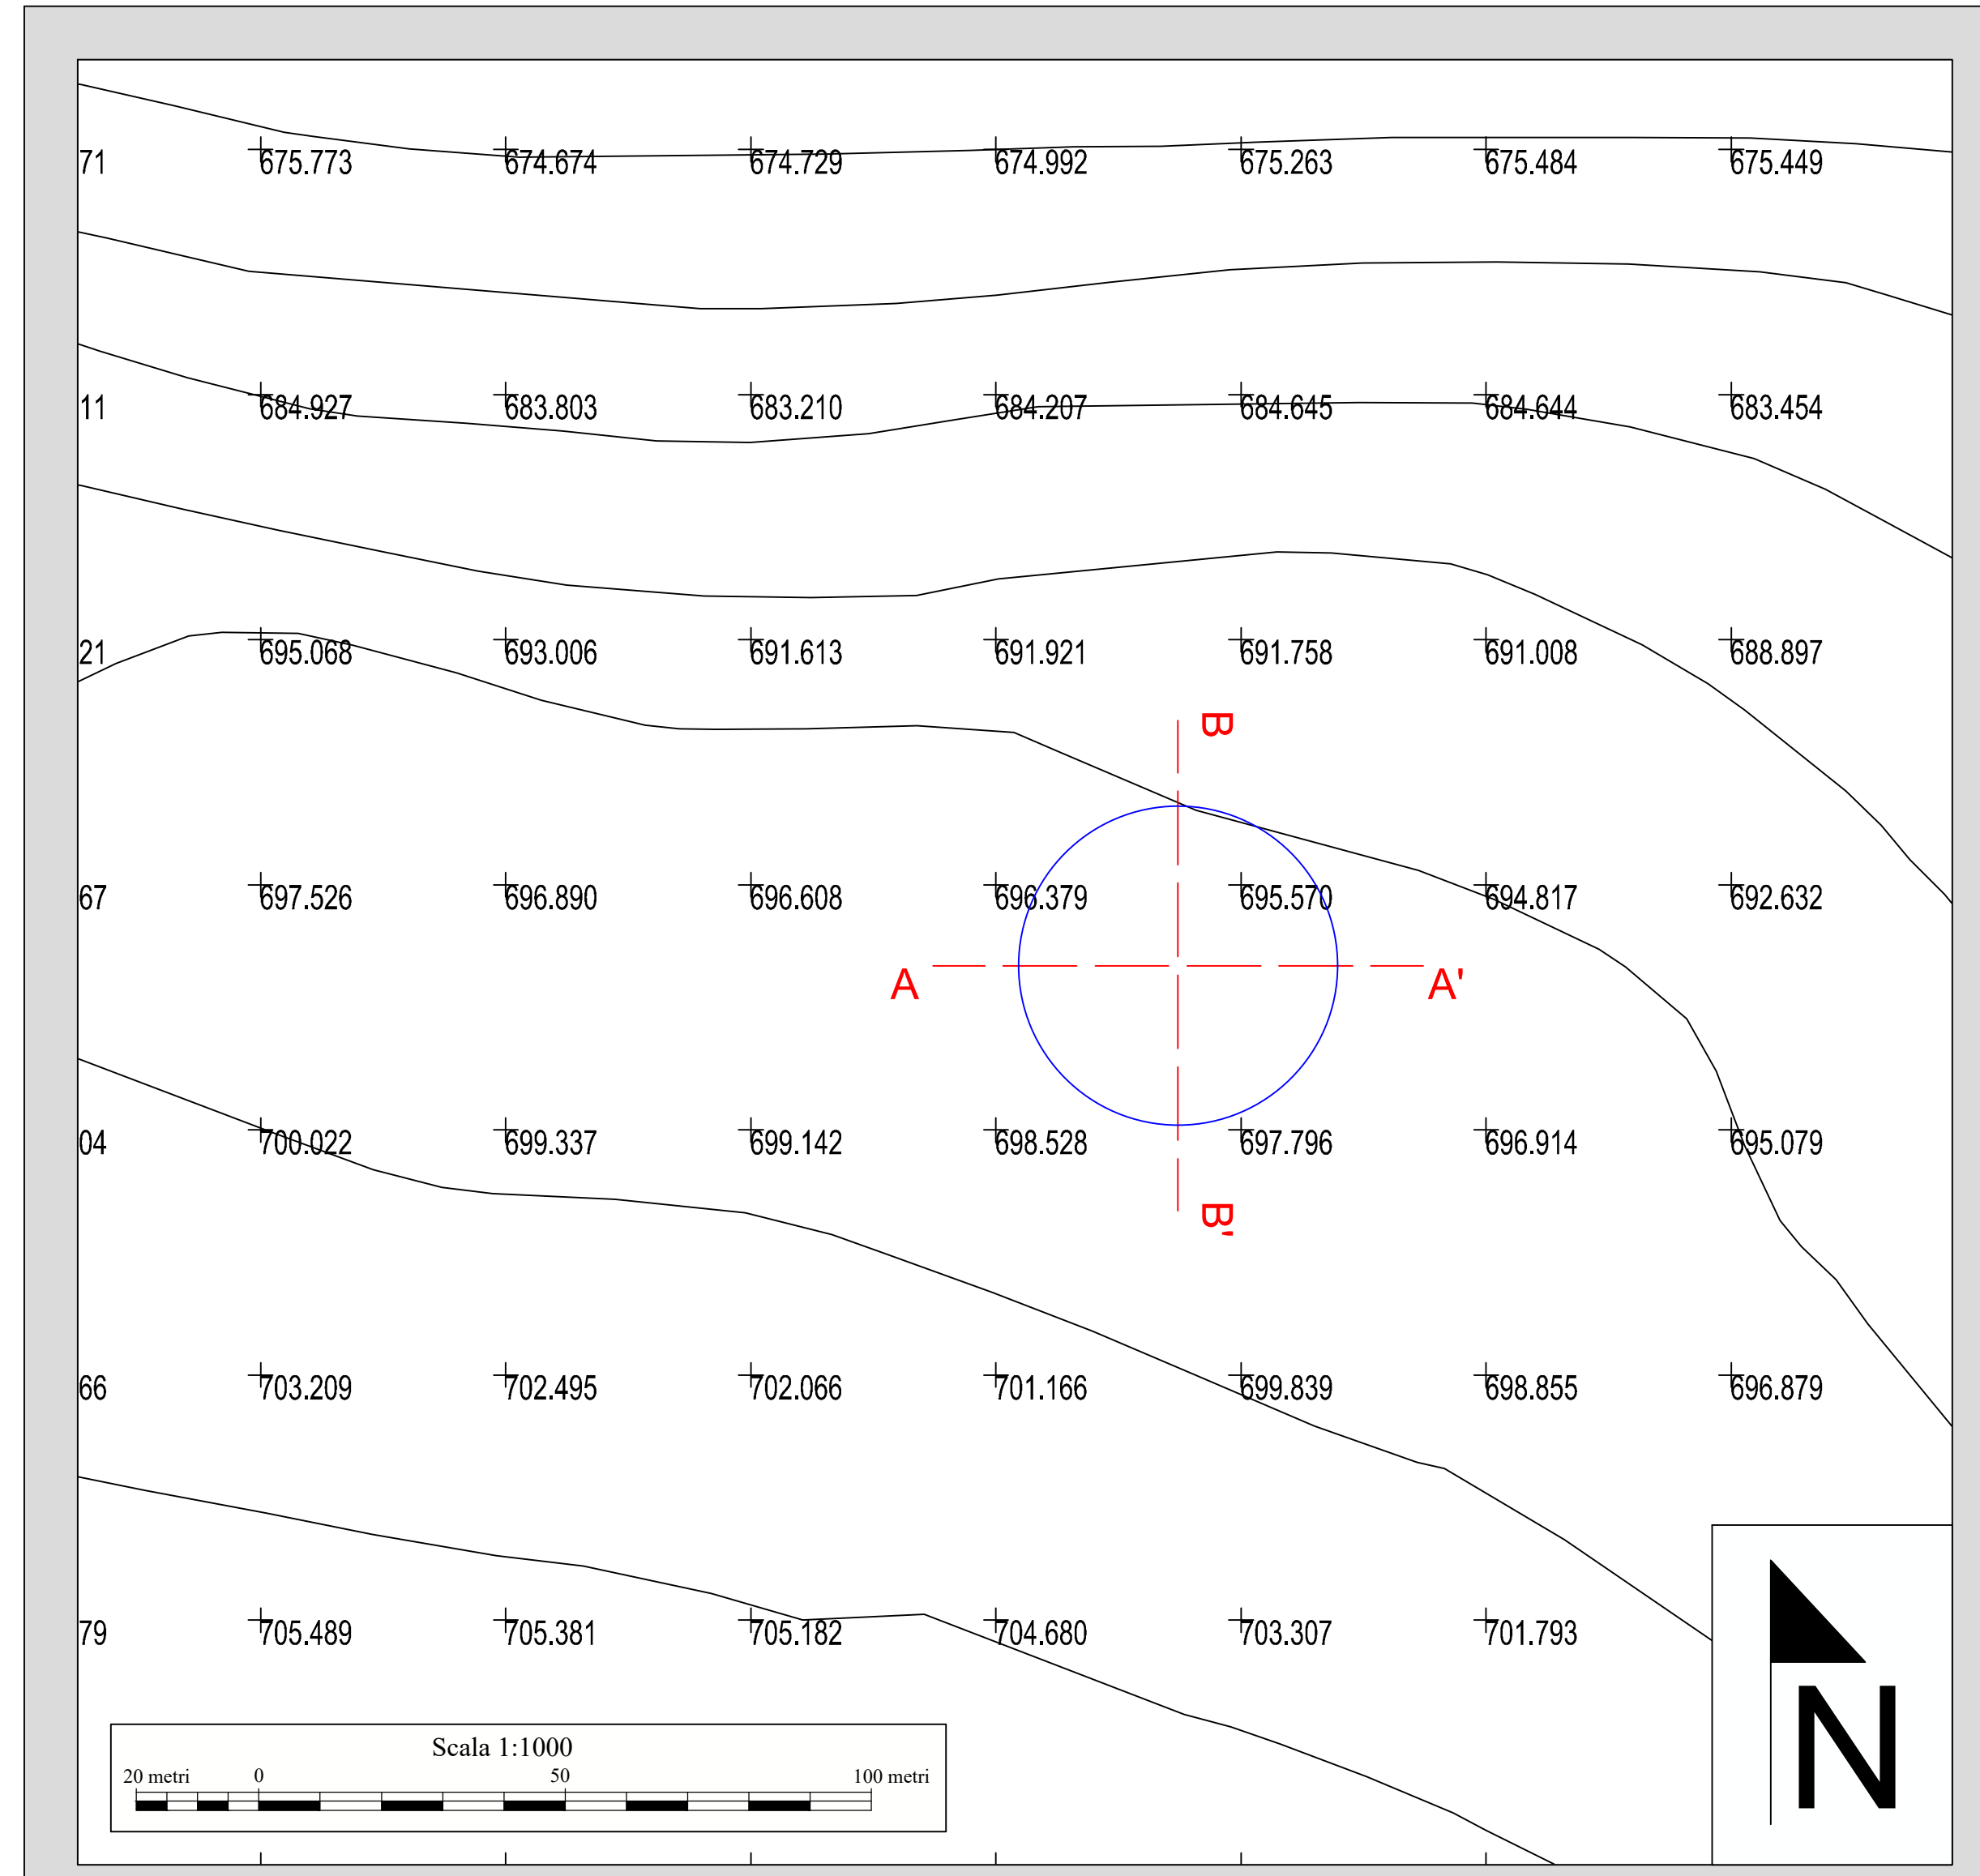 71 675.773 674.674 674.729 674.992 675.263 675.484 675.449
11 684.927 683.803 683.210 684.207 684.645 684.644 683.454
21 695.068 693.006 691.613 691.921 691.758 691.008 688.897
B
67 697.526 696.890 696.608 696.379 695.570 694.817 692.632
A A'
04 700.022 699.337 699.142 698.528 697.796 696.914 695.079
B'
66 703.209 702.495 702.066 701.166 699.839 698.855 696.879
79 705.489 705.381 705.182 704.680 703.307 701.793
N
Scala 1:1000
20 metri 0 50 100 metri